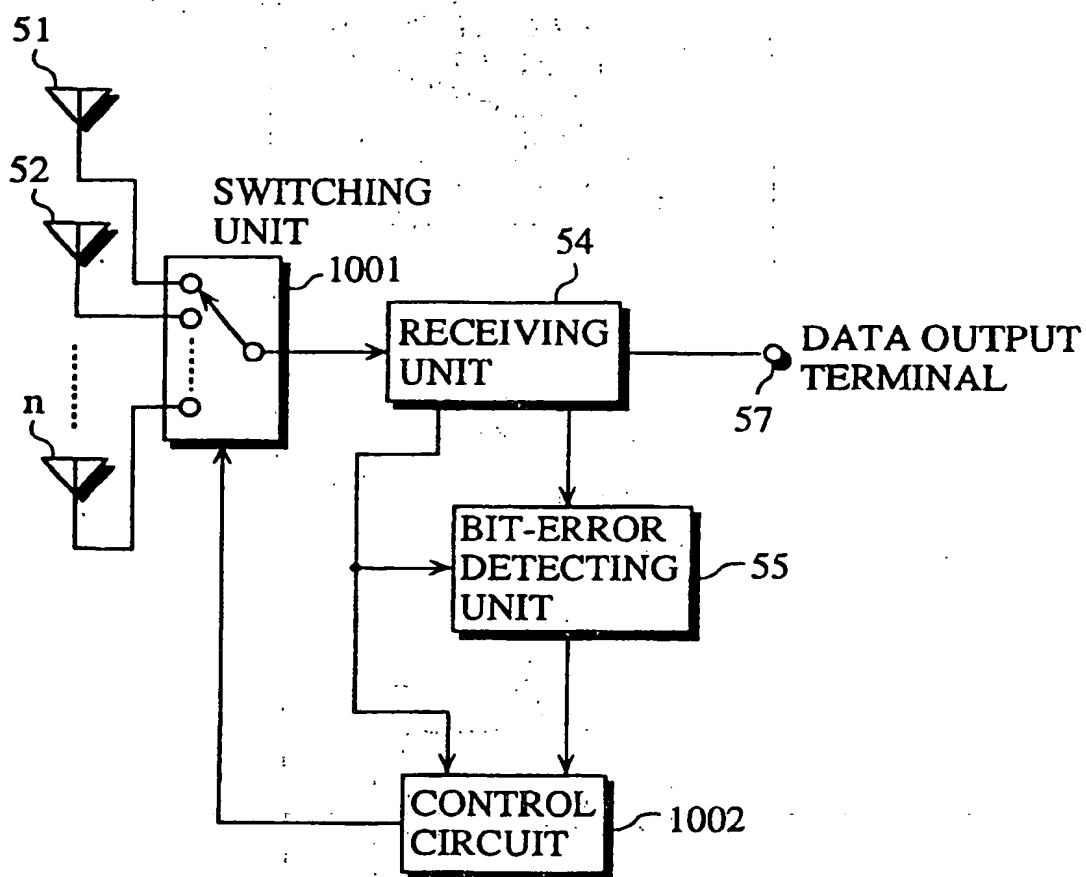 51
52
SWITCHING
UNIT
1001
54
RECEIVING
UNIT
DATA OUTPUT
TERMINAL
57
n
BIT-ERROR
DETECTING
UNIT
55
CONTROL
CIRCUIT
1002